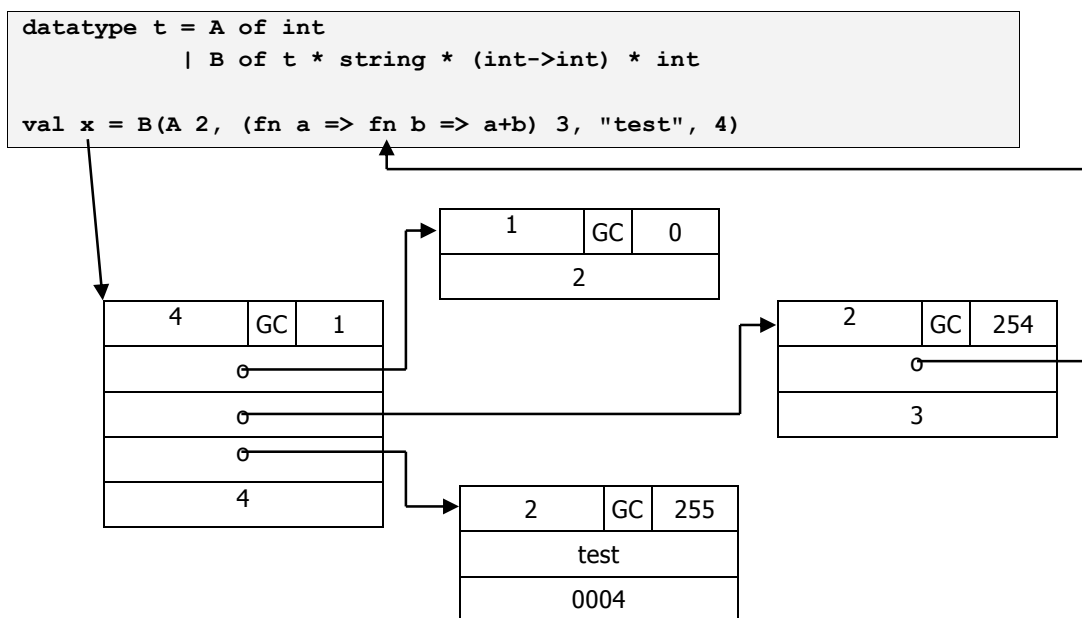 datatype t = A of int
| B of t * string * (int->int) * int
val x = B(A 2, (fn a => fn b => a+b) 3, "test", 4)
1 GC 0
2
4 GC 1
o
o
o
4
2 GC 254
o
3
2 GC 255
test
0004